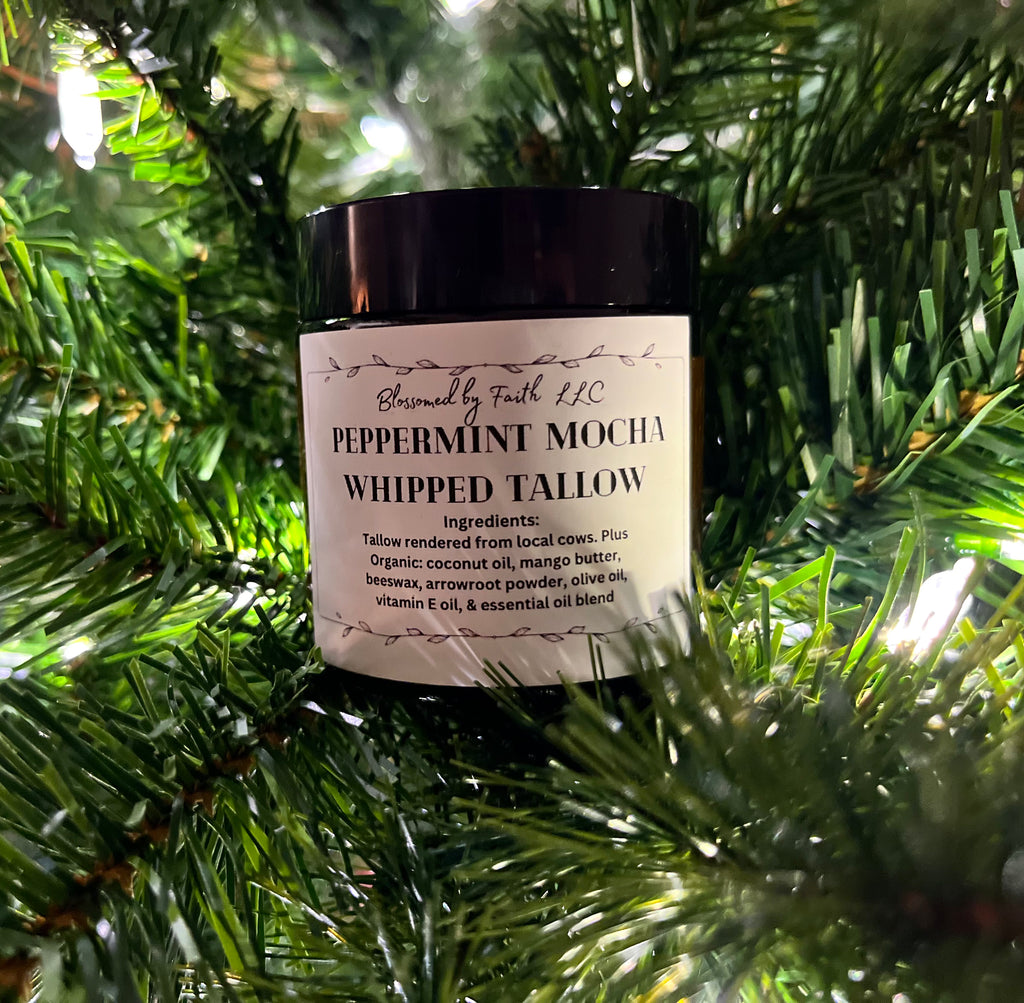 Blossomed by Faith LLC
PEPPERMINT MOCHA
WHIPPED TALLOW
Ingredients:
Tallow rendered from local cows. Plus
Organic: coconut oil, mango butter,
beeswax, arrowroot powder, olive oil,
vitamin E oil, & essential oil blend